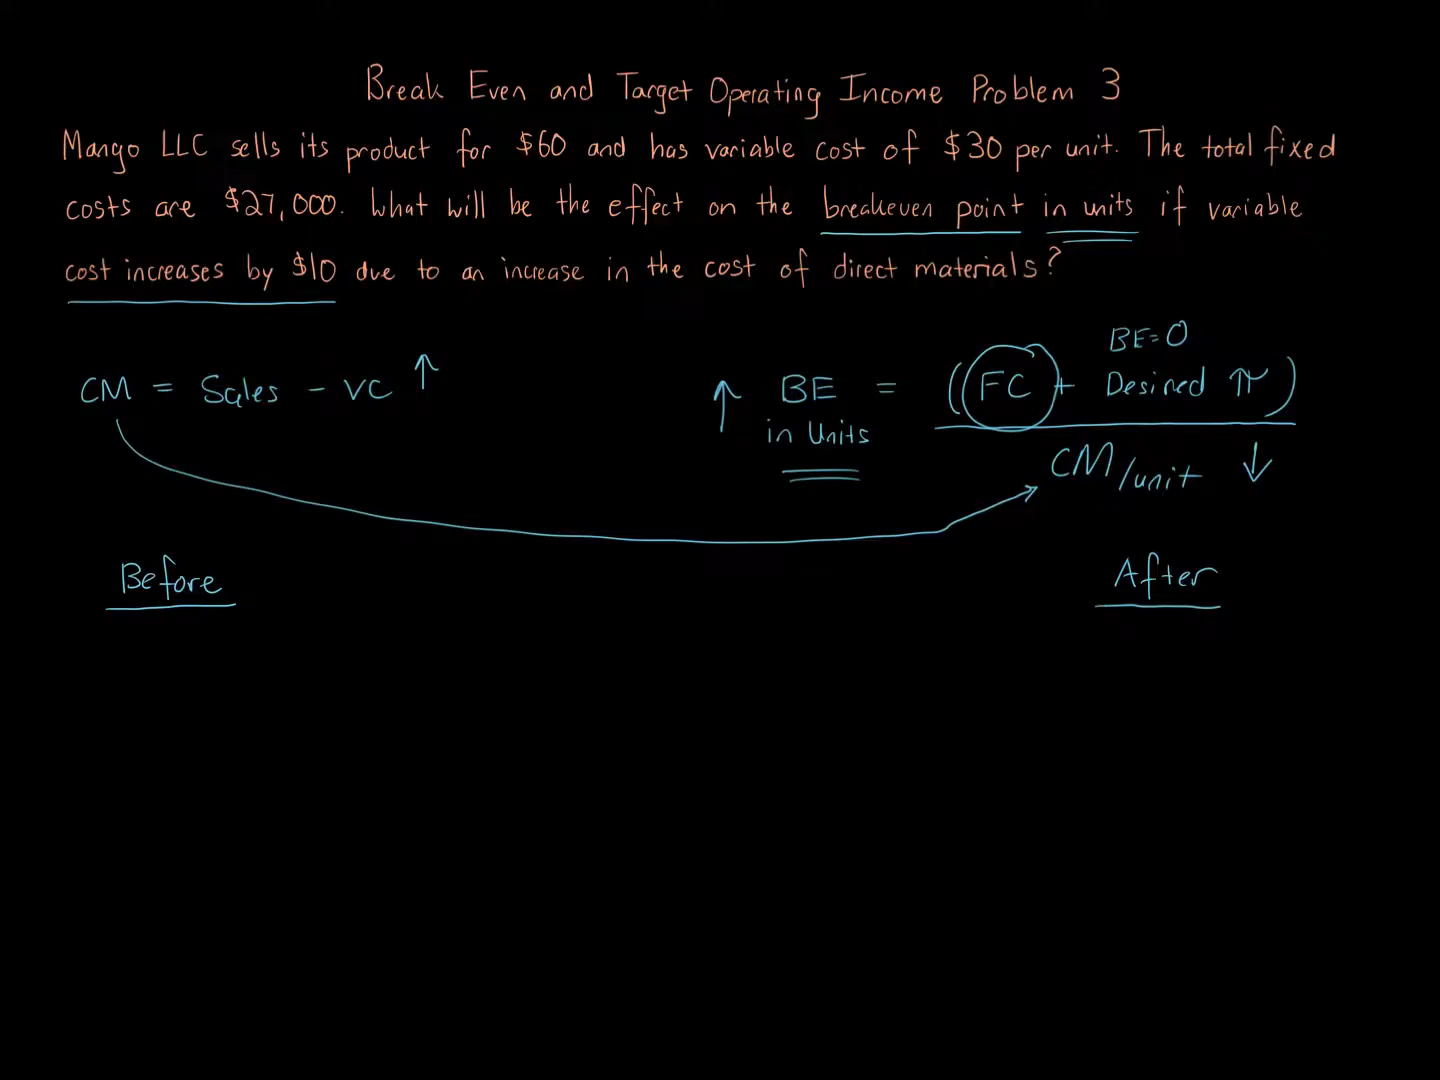 Break Even and Target Operating Income Problem 3
Mango LLC sells its product for $60 and has variable cost of $30 per unit. The total fixed
costs are $27,000. What will be the effect on the breakeven point in units if variable
cost increases by $10 due to an increase in the cost of direct materials?
BE=0
CM = Sales - VC ↑
↑ BE = ((FC + Desired π)
in Units
CM/unit ↓
Before
After